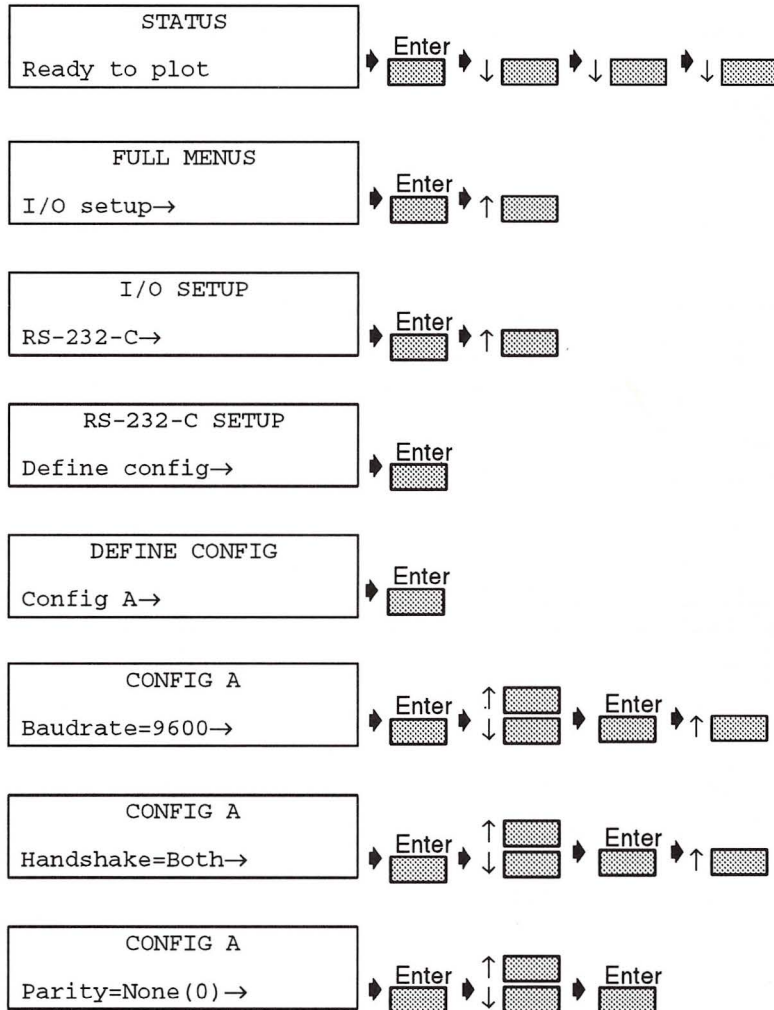 STATUS
Ready to plot
Enter
↓ ↓ ↓
FULL MENUS
I/O setup→
Enter
↑
I/O SETUP
RS-232-C→
Enter
↑
RS-232-C SETUP
Define config→
Enter
DEFINE CONFIG
Config A→
Enter
CONFIG A
Baudrate=9600→
Enter ↑ ↓ Enter ↑
CONFIG A
Handshake=Both→
Enter ↑ ↓ Enter ↑
CONFIG A
Parity=None(0)→
Enter ↑ ↓ Enter